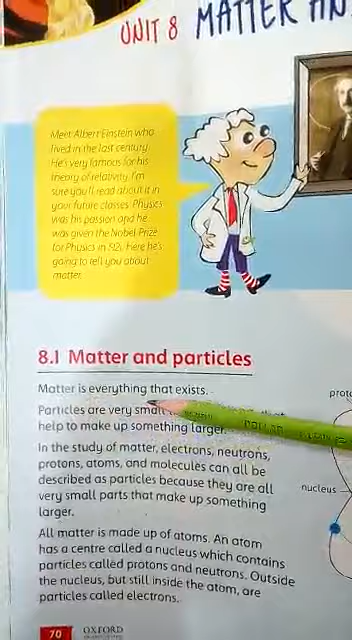 UNIT 8 MATTER AN
Meet Albert Einstein who
lived in the last century.
He's very famous for his
theory of relativity. I'm
sure you'll read about it in
your future classes. Physics
was his passion and he
was given the Nobel Prize
for Physics in 1921. Here he's
going to tell you about
matter.
8.1 Matter and particles
Matter is everything that exists.
Particles are very small that
help to make up something larger.
In the study of matter, electrons, neutrons,
protons, atoms, and molecules can all be
described as particles because they are all
very small parts that make up something
larger.
All matter is made up of atoms. An atom
has a centre called a nucleus which contains
particles called protons and neutrons. Outside
the nucleus, but still inside the atom, are
particles called electrons.
prot
nucleus
70 OXFORD